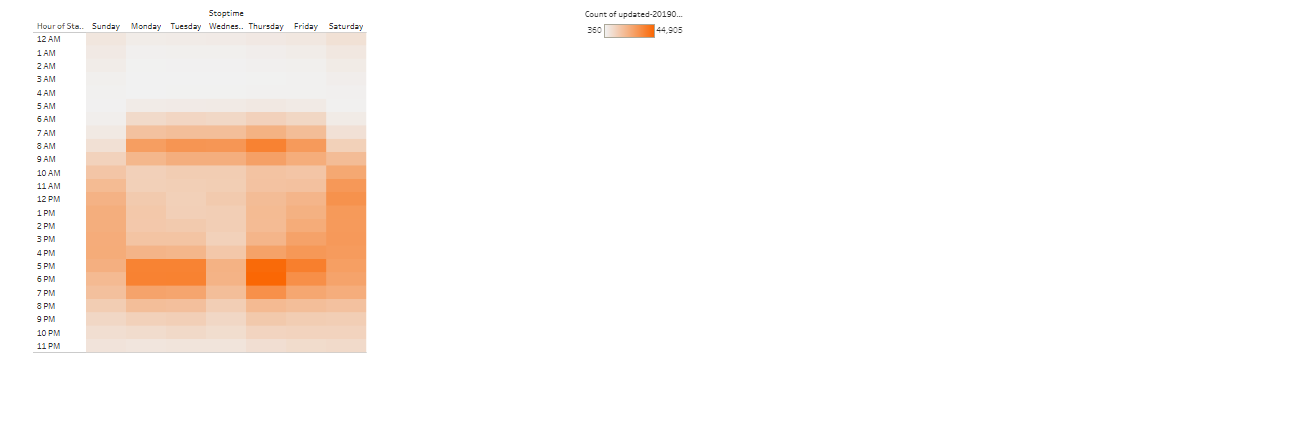 Stoptime
Hour of Sta.. Sunday Monday Tuesday Wednes.. Thursday Friday Saturday
12 AM
1 AM
2 AM
3 AM
4 AM
5 AM
6 AM
7 AM
8 AM
9 AM
10 AM
11 AM
12 PM
1 PM
2 PM
3 PM
4 PM
5 PM
6 PM
7 PM
8 PM
9 PM
10 PM
11 PM
Count of updated-20190...
360 44,905